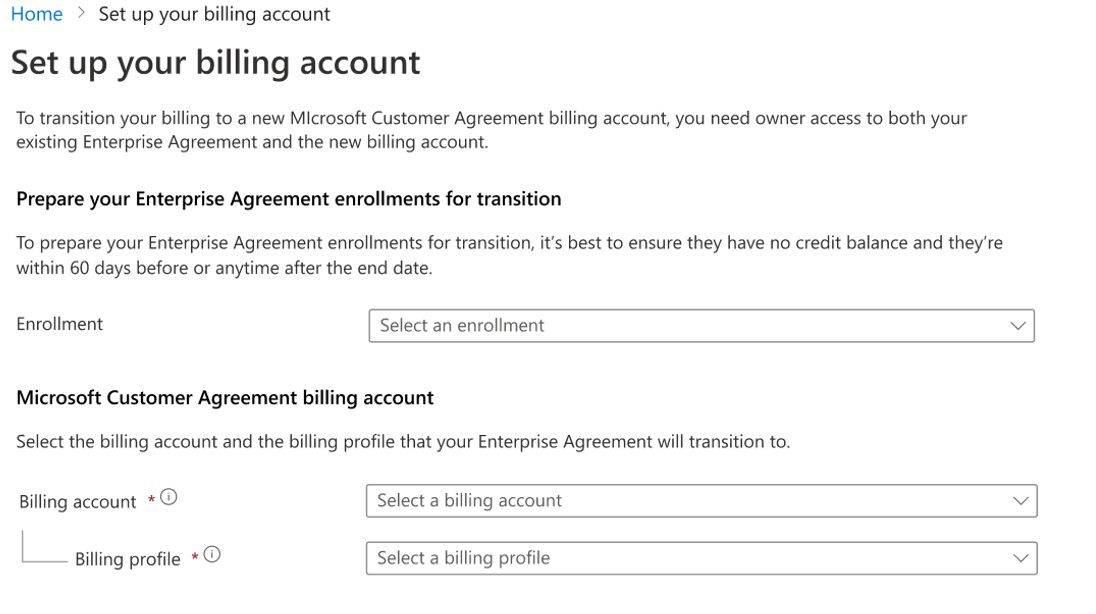 Home > Set up your billing account
Set up your billing account
To transition your billing to a new MIcrosoft Customer Agreement billing account, you need owner access to both your
existing Enterprise Agreement and the new billing account.
Prepare your Enterprise Agreement enrollments for transition
To prepare your Enterprise Agreement enrollments for transition, it's best to ensure they have no credit balance and they're
within 60 days before or anytime after the end date.
Enrollment Select an enrollment
Microsoft Customer Agreement billing account
Select the billing account and the billing profile that your Enterprise Agreement will transition to.
Billing account * Select a billing account
Billing profile * Select a billing profile